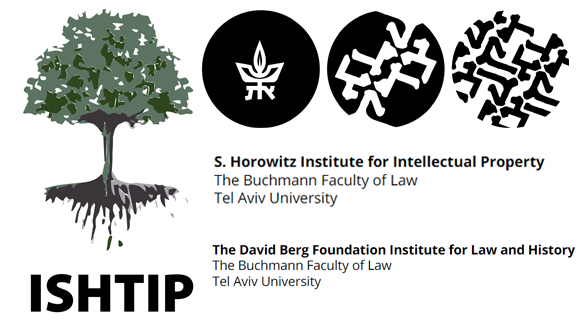 S. Horowitz Institute for Intellectual Property
The Buchmann Faculty of Law
Tel Aviv University
The David Berg Foundation Institute for Law and History
The Buchmann Faculty of Law
Tel Aviv University
ISHTIP